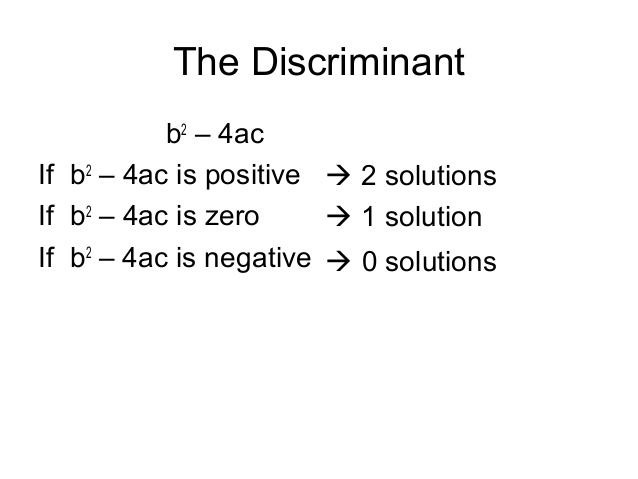 The Discriminant
b² – 4ac
If b² – 4ac is positive → 2 solutions
If b² – 4ac is zero → 1 solution
If b² – 4ac is negative → 0 solutions